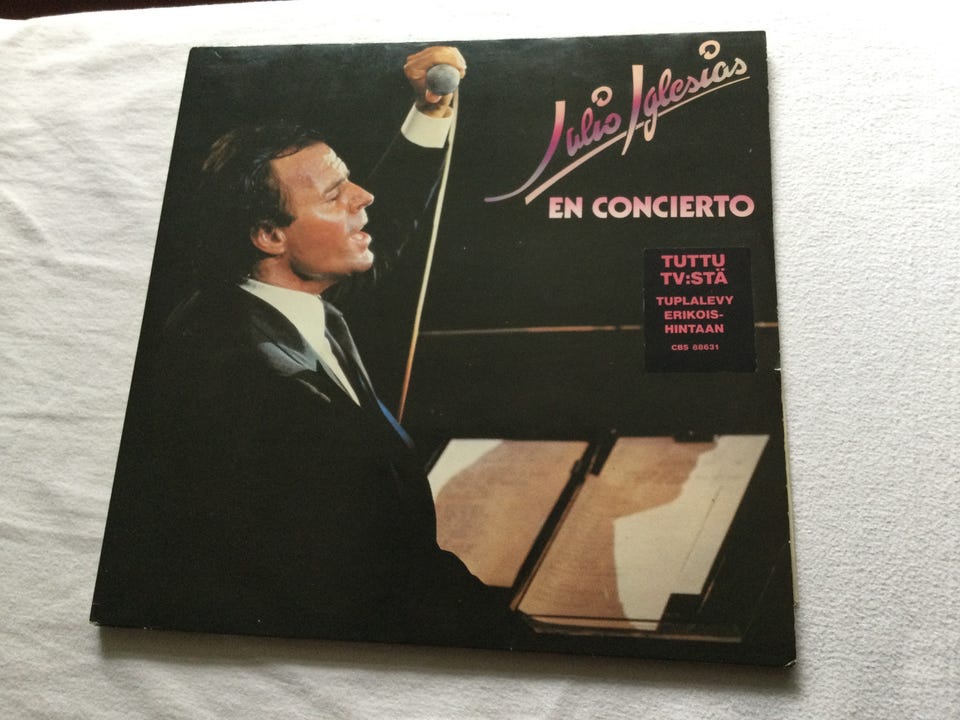 Julio Iglesias
EN CONCIERTO
TUTTU
TV:STÄ
TUPLALEVY
ERIKOIS-
HINTAAN
CBS 88631